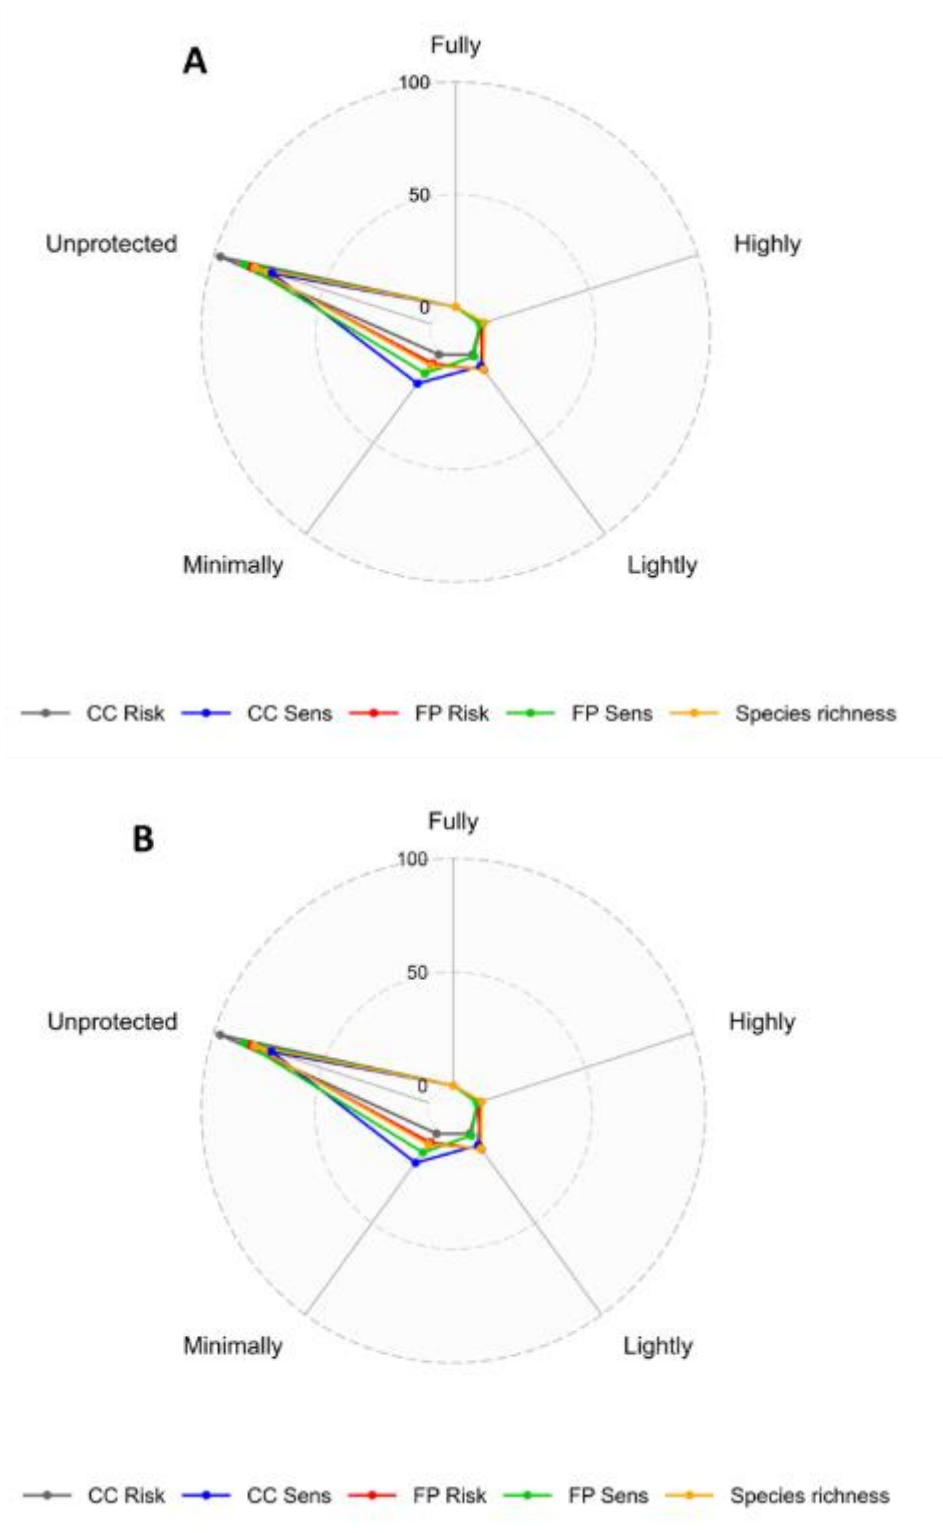 A
Fully
100
50
Unprotected
Highly
0
Minimally
Lightly
CC Risk CC Sens FP Risk FP Sens Species richness
B
Fully
100
50
Unprotected
Highly
0
Minimally
Lightly
CC Risk CC Sens FP Risk FP Sens Species richness